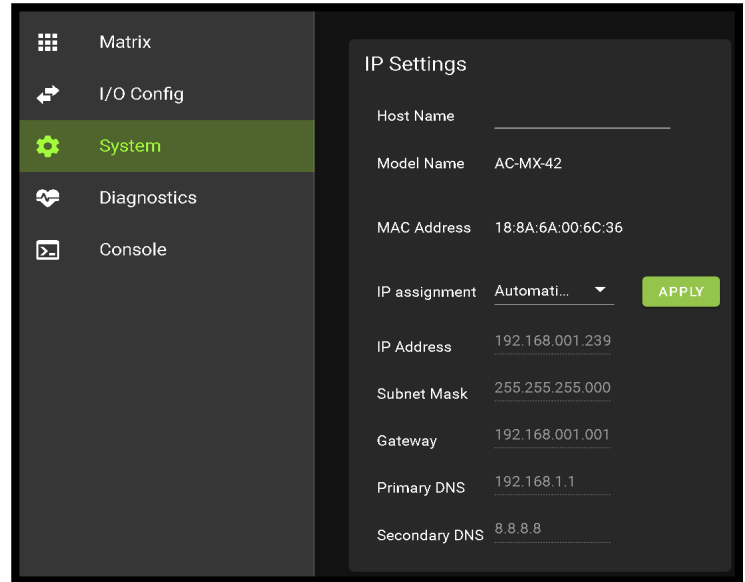 Matrix
I/O Config
System
Diagnostics
Console
IP Settings
Host Name
Model Name AC-MX-42
MAC Address 18:8A:6A:00:6C:36
IP assignment Automati... APPLY
IP Address 192.168.001.239
Subnet Mask 255.255.255.000
Gateway 192.168.001.001
Primary DNS 192.168.1.1
Secondary DNS 8.8.8.8